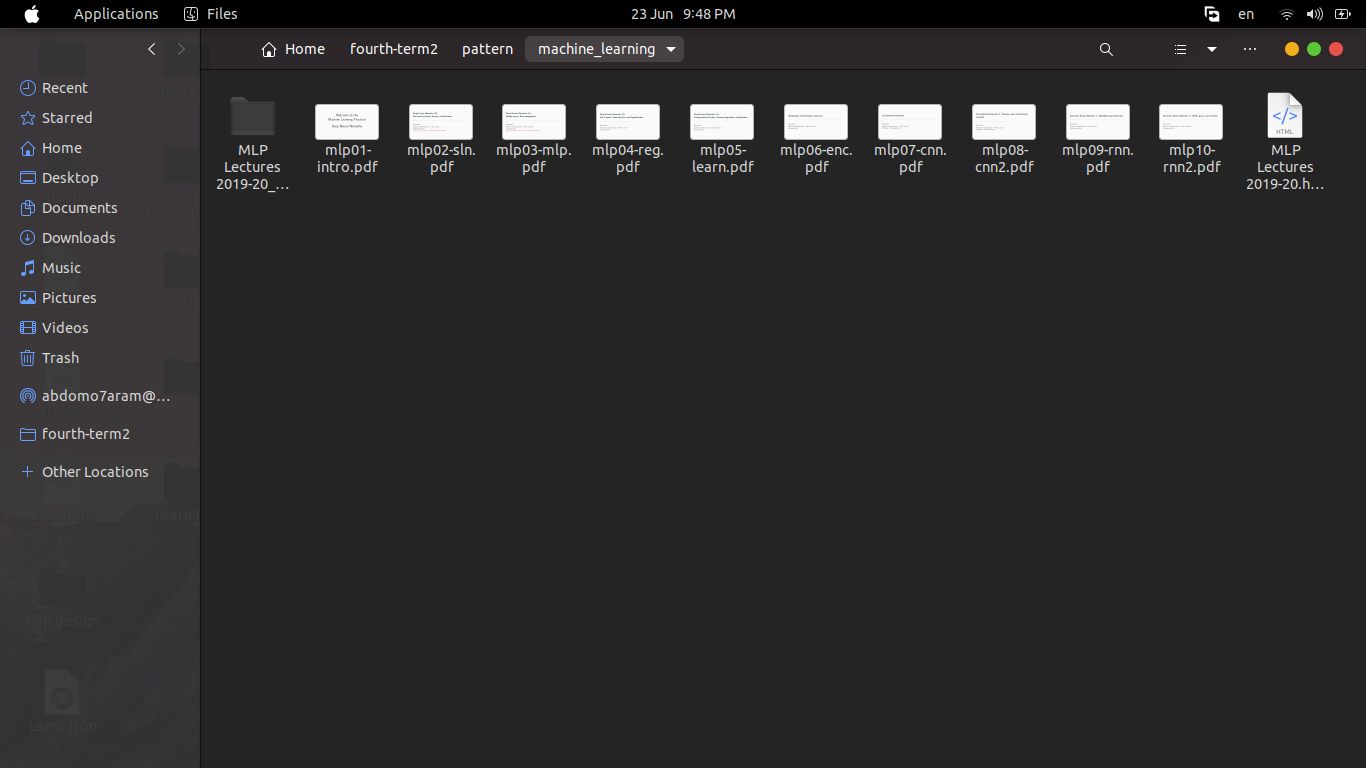 Applications Files 23 Jun 9:48 PM en
Home fourth-term2 pattern machine_learning
Recent
Starred
Home
Desktop
Documents
Downloads
Music
Pictures
Videos
Trash
abdomo7aram@...
fourth-term2
Other Locations
MLP
Lectures
2019-20_...
mlp01-
intro.pdf
mlp02-sln.
pdf
mlp03-mlp.
pdf
mlp04-reg.
pdf
mlp05-
learn.pdf
mlp06-enc.
pdf
mlp07-cnn.
pdf
mlp08-
cnn2.pdf
mlp09-rnn.
pdf
mlp10-
rnn2.pdf
HTML
MLP
Lectures
2019-20.h...
users.json